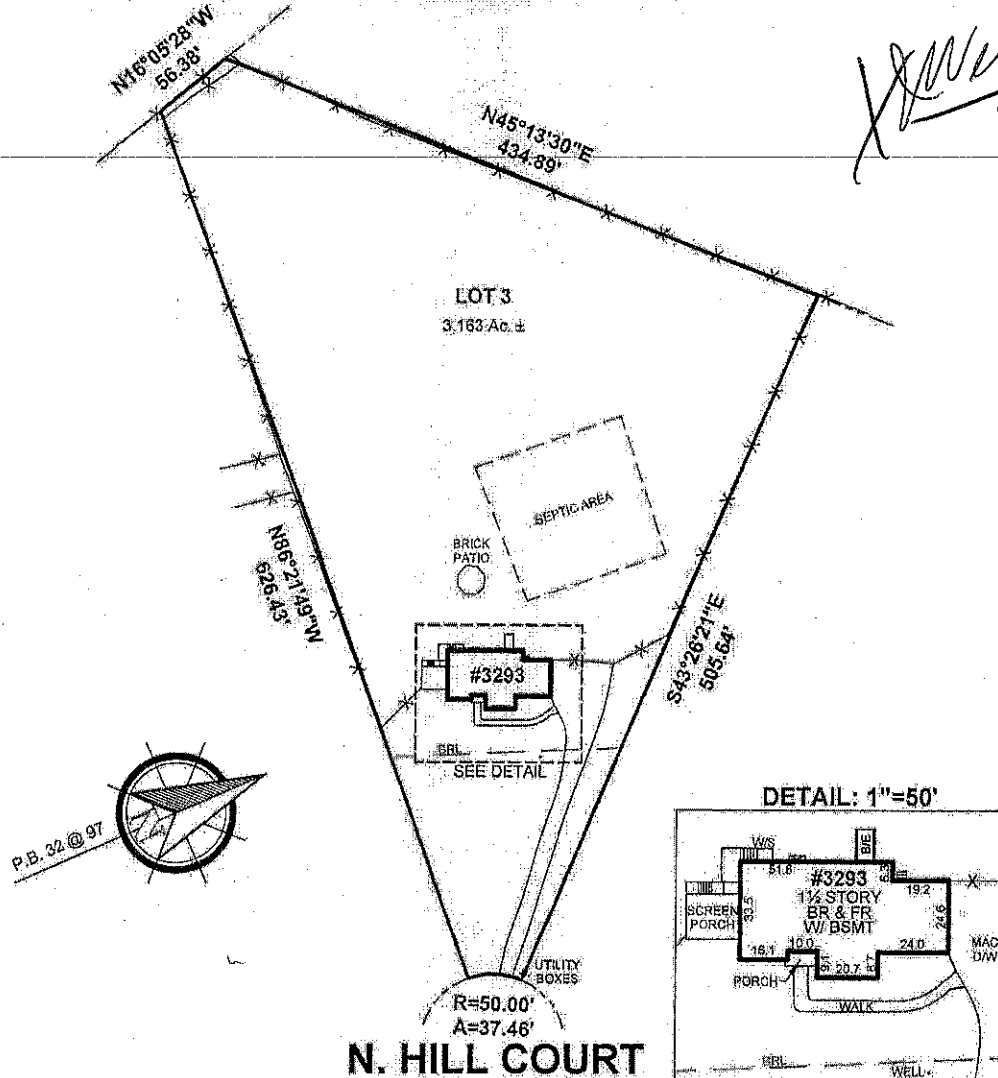 N16°05'28"W
56.38'
N45°13'30"E
434.89'
LOT 3
3.163 Ac. ±
SEPTIC AREA
BRICK
PATIO
N86°21'49"W
626.43'
S43°26'21"E
505.64'
#3293
BRL
SEE DETAIL
P.B. 32 @ 97
UTILITY
BOXES
R=50.00'
A=37.46'
N. HILL COURT
DETAIL: 1"=50'
W/S
B/E
51.6
#3293
6.3
19.2
1½ STORY
BR & FR
W/ BSMT
SCREEN
PORCH
33.5
24.6
16.1
10.0
24.0
20.7
MAC
D/W
PORCH
WALK
BRL
WELL